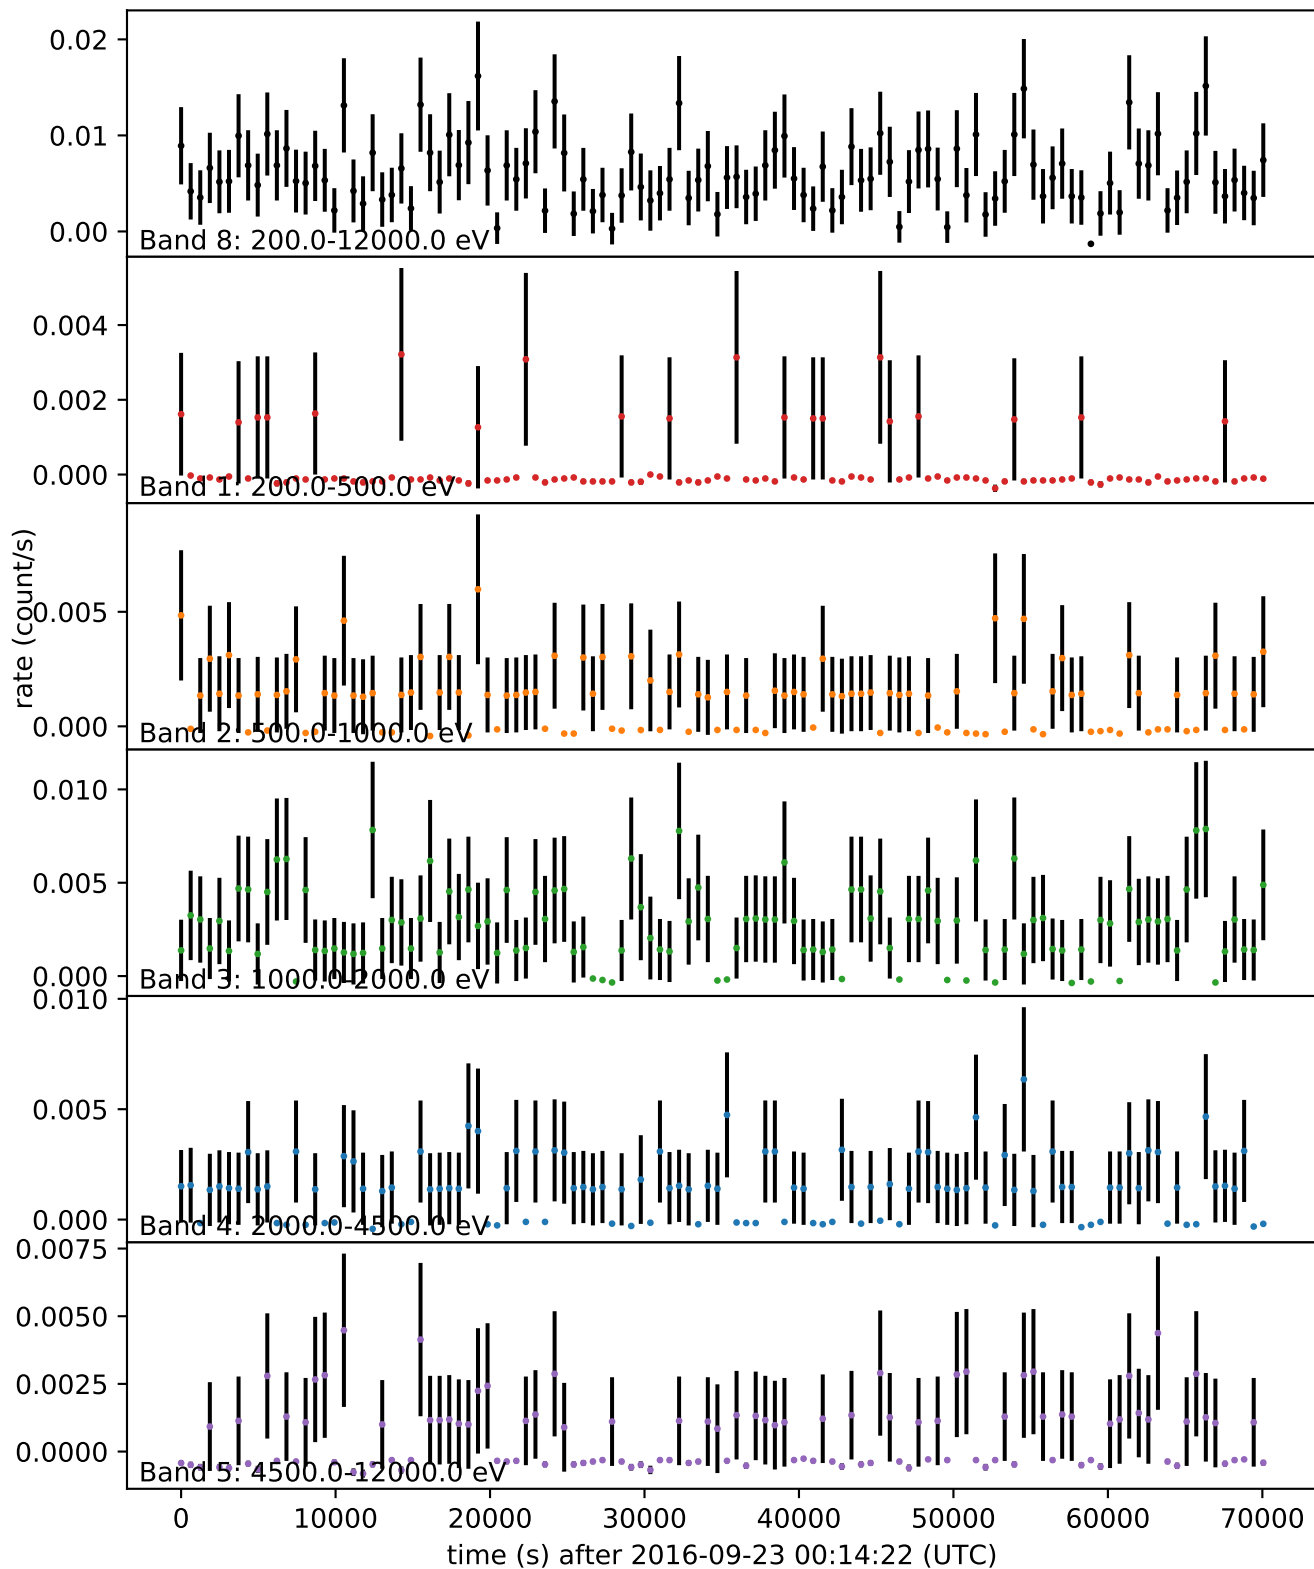 0.02
0.01
0.00
Band 8: 200.0-12000.0 eV
0.004
0.002
0.000
Band 1: 200.0-500.0 eV
rate (count/s)
0.005
0.000
Band 2: 500.0-1000.0 eV
0.010
0.005
0.000
Band 3: 1000.0-2000.0 eV
0.010
0.005
0.000
Band 4: 2000.0-4500.0 eV
0.0075
0.0050
0.0025
0.0000
Band 5: 4500.0-12000.0 eV
0 10000 20000 30000 40000 50000 60000 70000
time (s) after 2016-09-23 00:14:22 (UTC)